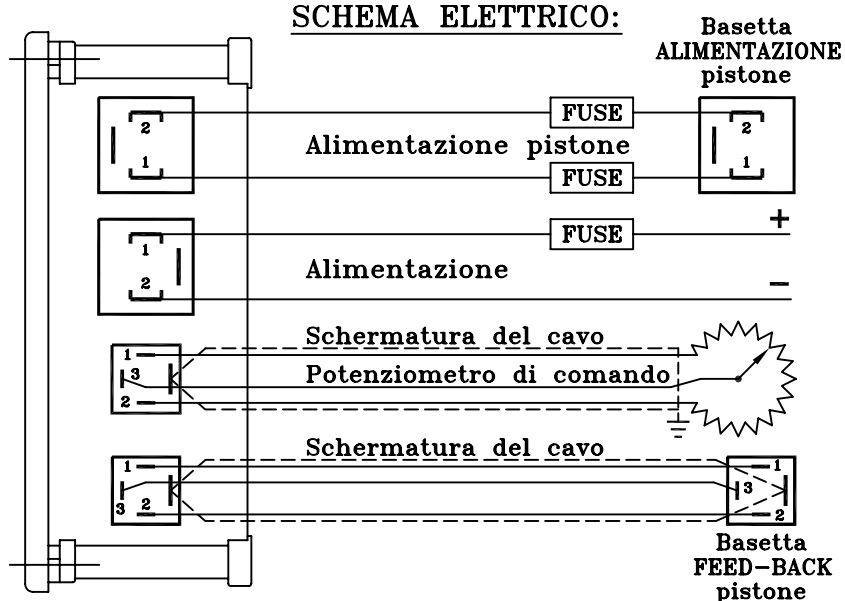 SCHEMA ELETTRICO:
Basetta
ALIMENTAZIONE
pistone
2
FUSE
2
Alimentazione pistone
1
FUSE
1
1
FUSE
+
Alimentazione
2
−
Schermatura del cavo
1
3
Potenziometro di comando
2
Schermatura del cavo
1
1
3
3
2
2
Basetta
FEED-BACK
pistone